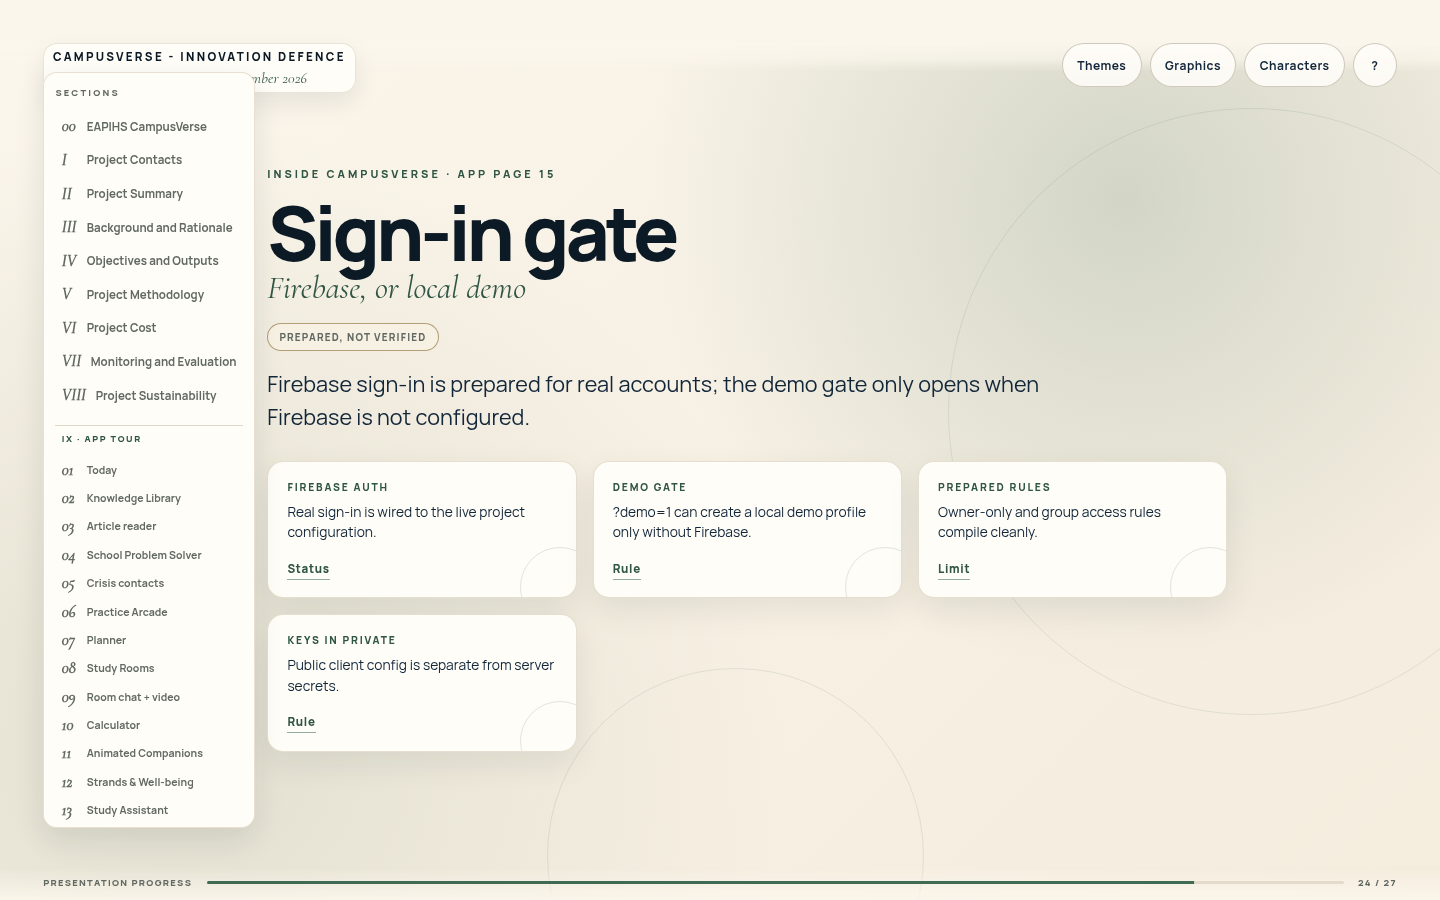 CAMPUSVERSE - INNOVATION DEFENCE
2026
Themes
Graphics
Characters
?
SECTIONS
00 EAPIHS CampusVerse
I Project Contacts
II Project Summary
III Background and Rationale
IV Objectives and Outputs
V Project Methodology
VI Project Cost
VII Monitoring and Evaluation
VIII Project Sustainability
IX · APP TOUR
01 Today
02 Knowledge Library
03 Article reader
04 School Problem Solver
05 Crisis contacts
06 Practice Arcade
07 Planner
08 Study Rooms
09 Room chat + video
10 Calculator
11 Animated Companions
12 Strands & Well-being
13 Study Assistant
INSIDE CAMPUSVERSE · APP PAGE 15
Sign-in gate
Firebase, or local demo
PREPARED, NOT VERIFIED
Firebase sign-in is prepared for real accounts; the demo gate only opens when
Firebase is not configured.
FIREBASE AUTH
Real sign-in is wired to the live project
configuration.
Status
DEMO GATE
?demo=1 can create a local demo profile
only without Firebase.
Rule
PREPARED RULES
Owner-only and group access rules
compile cleanly.
Limit
KEYS IN PRIVATE
Public client config is separate from server
secrets.
Rule
PRESENTATION PROGRESS
24 / 27